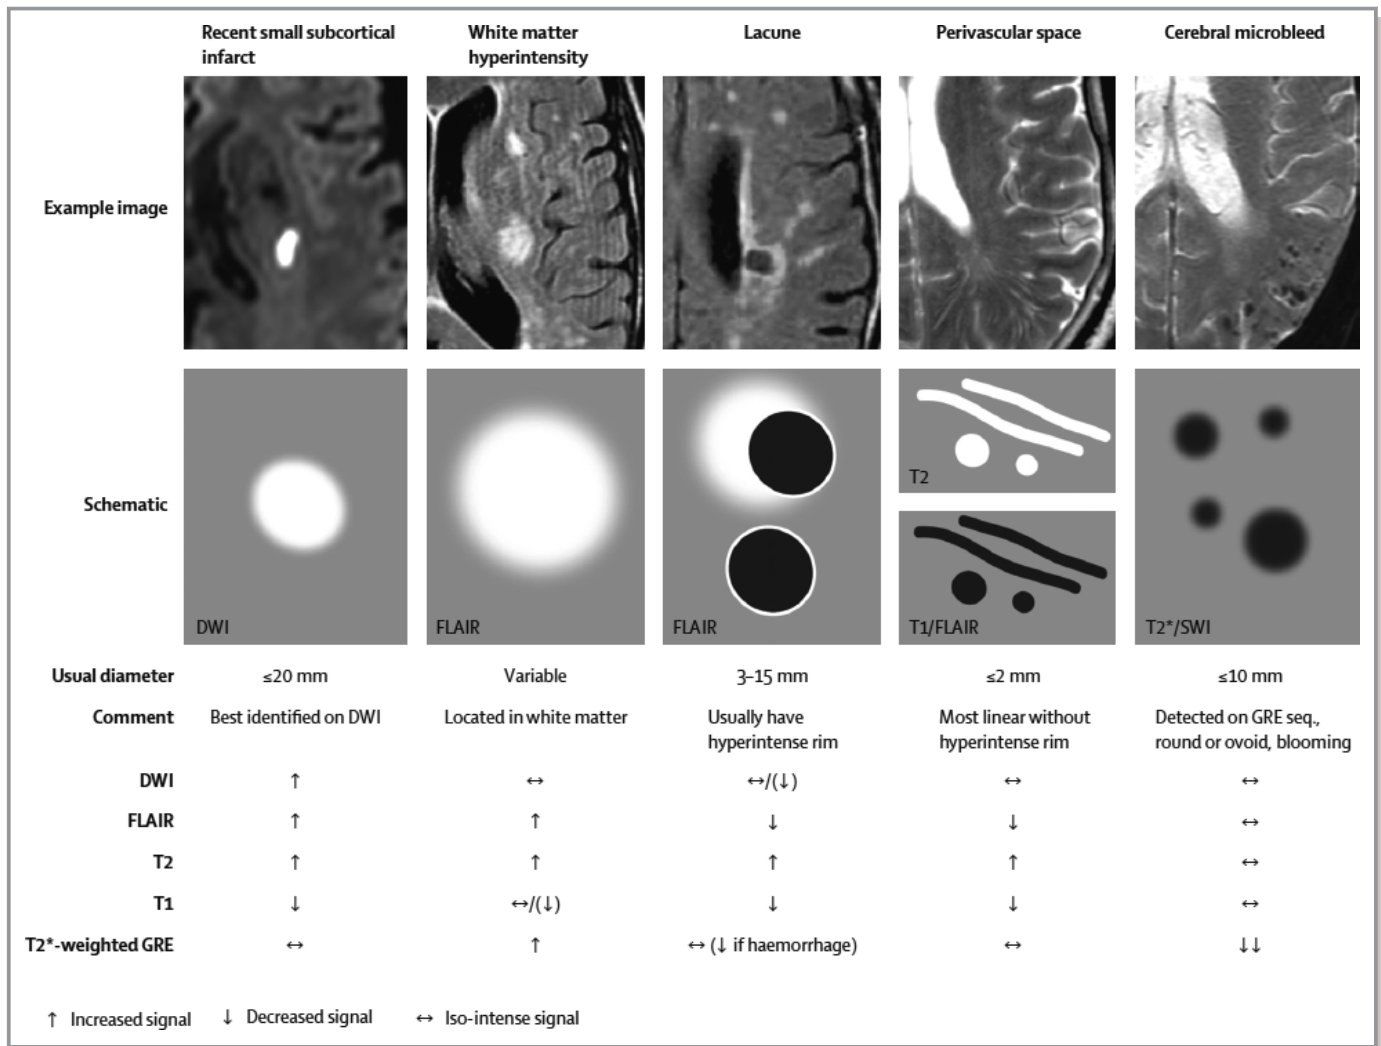 Recent small subcortical infarct
White matter hyperintensity
Lacune
Perivascular space
Cerebral microbleed
Example image
Schematic
DWI
FLAIR
FLAIR
T2
T1/FLAIR
T2*/SWI
Usual diameter ≤20 mm Variable 3–15 mm ≤2 mm ≤10 mm
Comment
Best identified on DWI
Located in white matter
Usually have
hyperintense rim
Most linear without
hyperintense rim
Detected on GRE seq.,
round or ovoid, blooming
DWI ↑ ↔ ↔/(↓) ↔ ↔
FLAIR ↑ ↑ ↓ ↓ ↔
T2 ↑ ↑ ↑ ↑ ↔
T1 ↓ ↔/(↓) ↓ ↓ ↔
T2*-weighted GRE ↔ ↑ ↔ (↓ if haemorrhage) ↔ ↓↓
↑ Increased signal ↓ Decreased signal ↔ Iso-intense signal